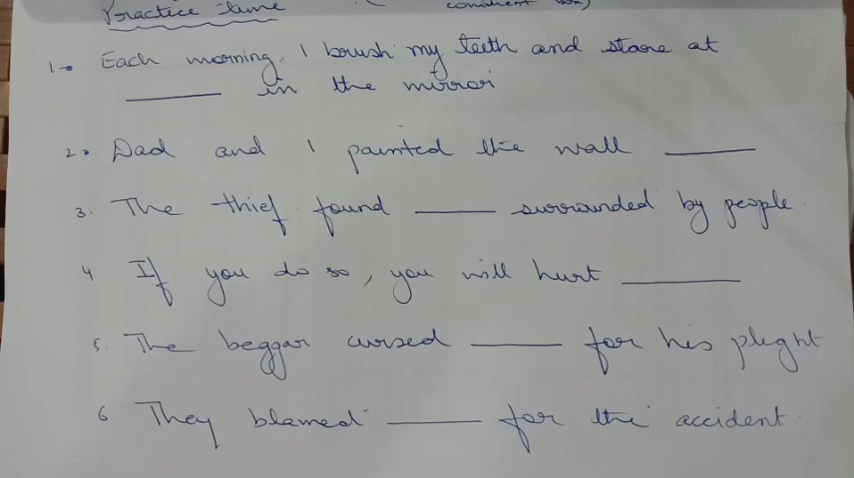 Practice time ( comment box)
1. Each morning, I brush my teeth and stare at
______ in the mirror
2. Dad and I painted the wall ______
3. The thief found ______ surrounded by people.
4 If you do so, you will hurt ______
5. The beggar cursed ______ for his plight
6 They blamed ______ for the accident.